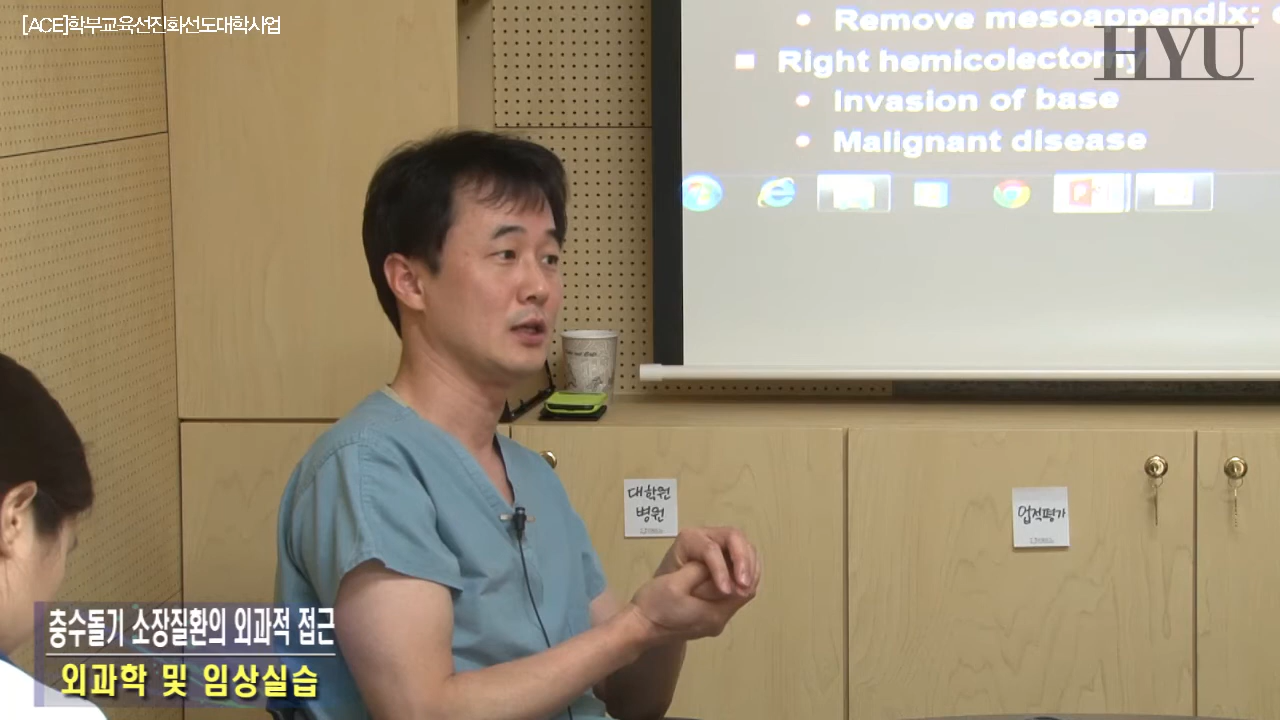 [ACE]학부교육선진화선도대학사업
Remove mesoappendix:
HYU
Right hemicolectomy
Invasion of base
Malignant disease
대학원
병원
업적평가
충수돌기 소장질환의 외과적 접근
외과학 및 임상실습